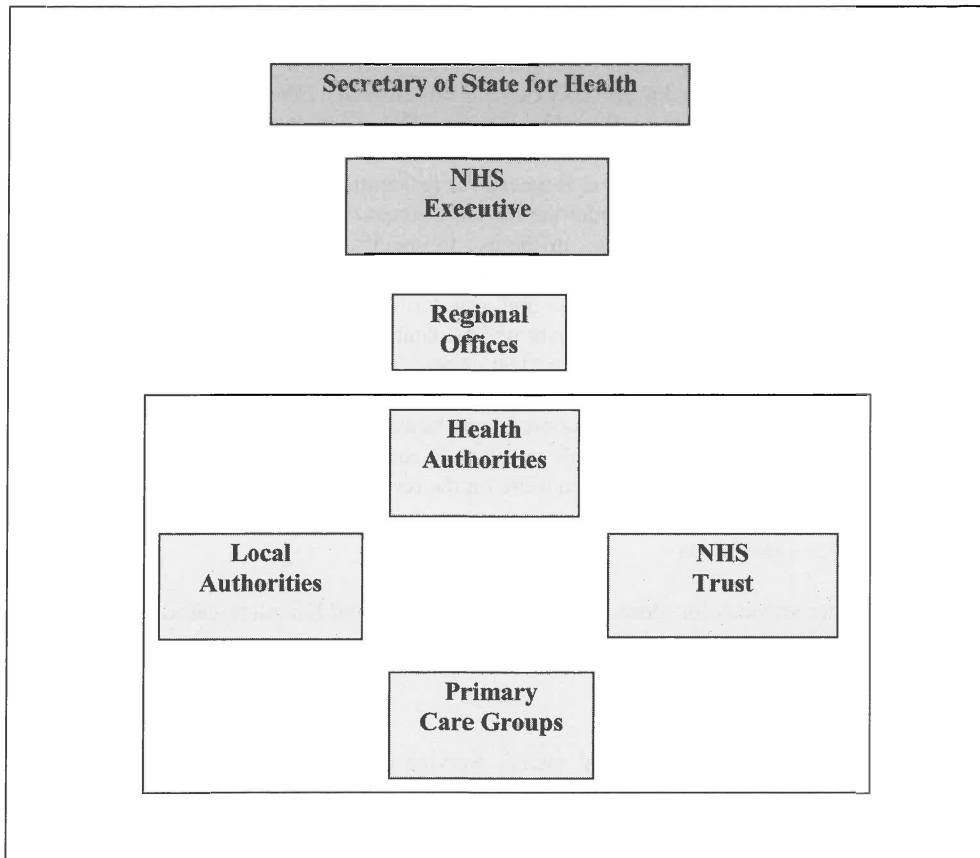 Secretary of State for Health
NHS
Executive
Regional
Offices
Health
Authorities
Local
Authorities
NHS
Trust
Primary
Care Groups